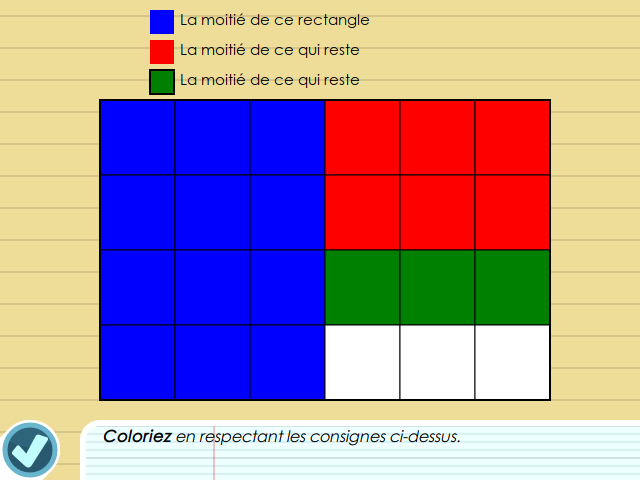 La moitié de ce rectangle
La moitié de ce qui reste
La moitié de ce qui reste
Coloriez en respectant les consignes ci-dessus.